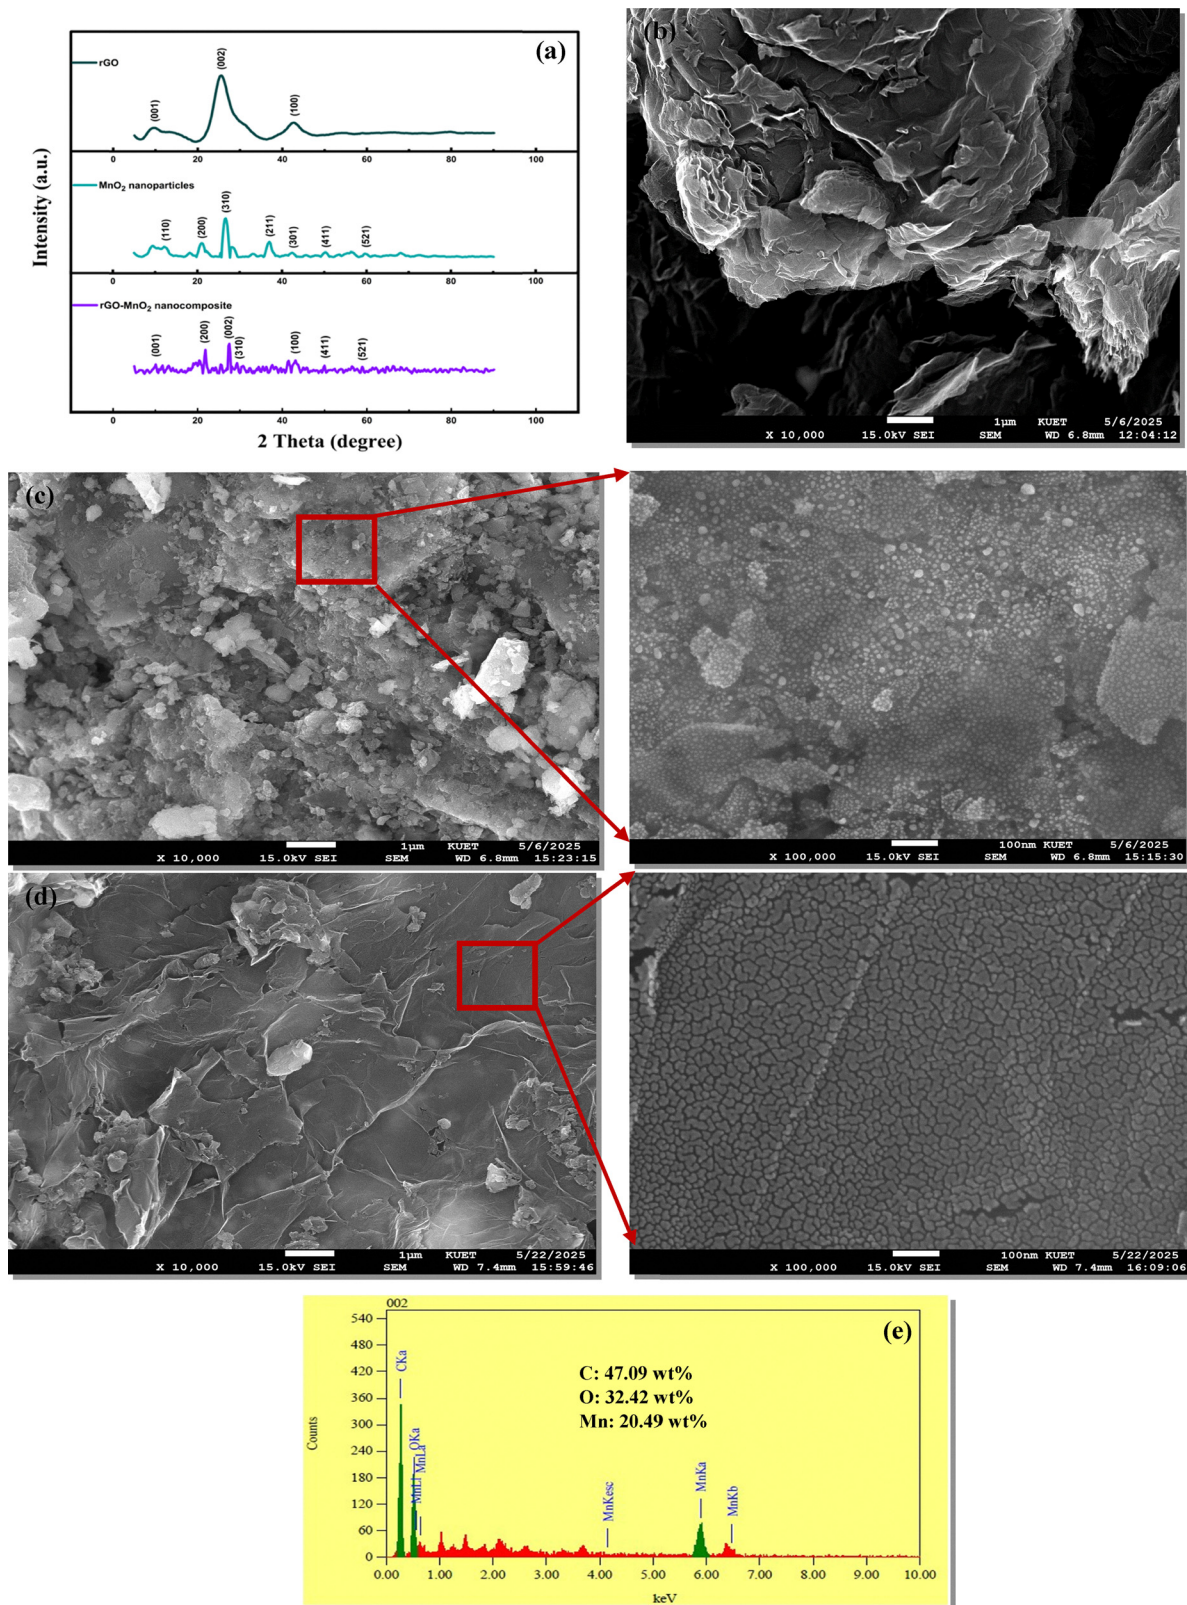 (a)
rGO
(001)
(002)
(100)
0 20 40 60 80 100
MnO₂ nanoparticles
(110)
(200)
(310)
(211)
(301)
(411)
(521)
0 20 40 60 80 100
rGO-MnO₂ nanocomposite
(001)
(200)
(002)
(310)
(100)
(411)
(521)
0 20 40 60 80 100
Intensity (a.u.)
2 Theta (degree)
(b)
1µm KUET 5/6/2025
X 10,000 15.0kV SEI SEM WD 6.8mm 12:04:12
(c)
1µm KUET 5/6/2025
X 10,000 15.0kV SEI SEM WD 6.8mm 15:23:15
100nm KUET 5/6/2025
X 100,000 15.0kV SEI SEM WD 6.8mm 15:15:30
(d)
1µm KUET 5/22/2025
X 10,000 15.0kV SEI SEM WD 7.4mm 15:59:46
100nm KUET 5/22/2025
X 100,000 15.0kV SEI SEM WD 7.4mm 16:09:06
002
(e)
540
480
420
360
300
240
180
120
60
0
Counts
CKa
OKa
MnLa
MnLl
MnKesc
MnKa
MnKb
C: 47.09 wt%
O: 32.42 wt%
Mn: 20.49 wt%
0.00 1.00 2.00 3.00 4.00 5.00 6.00 7.00 8.00 9.00 10.00
keV